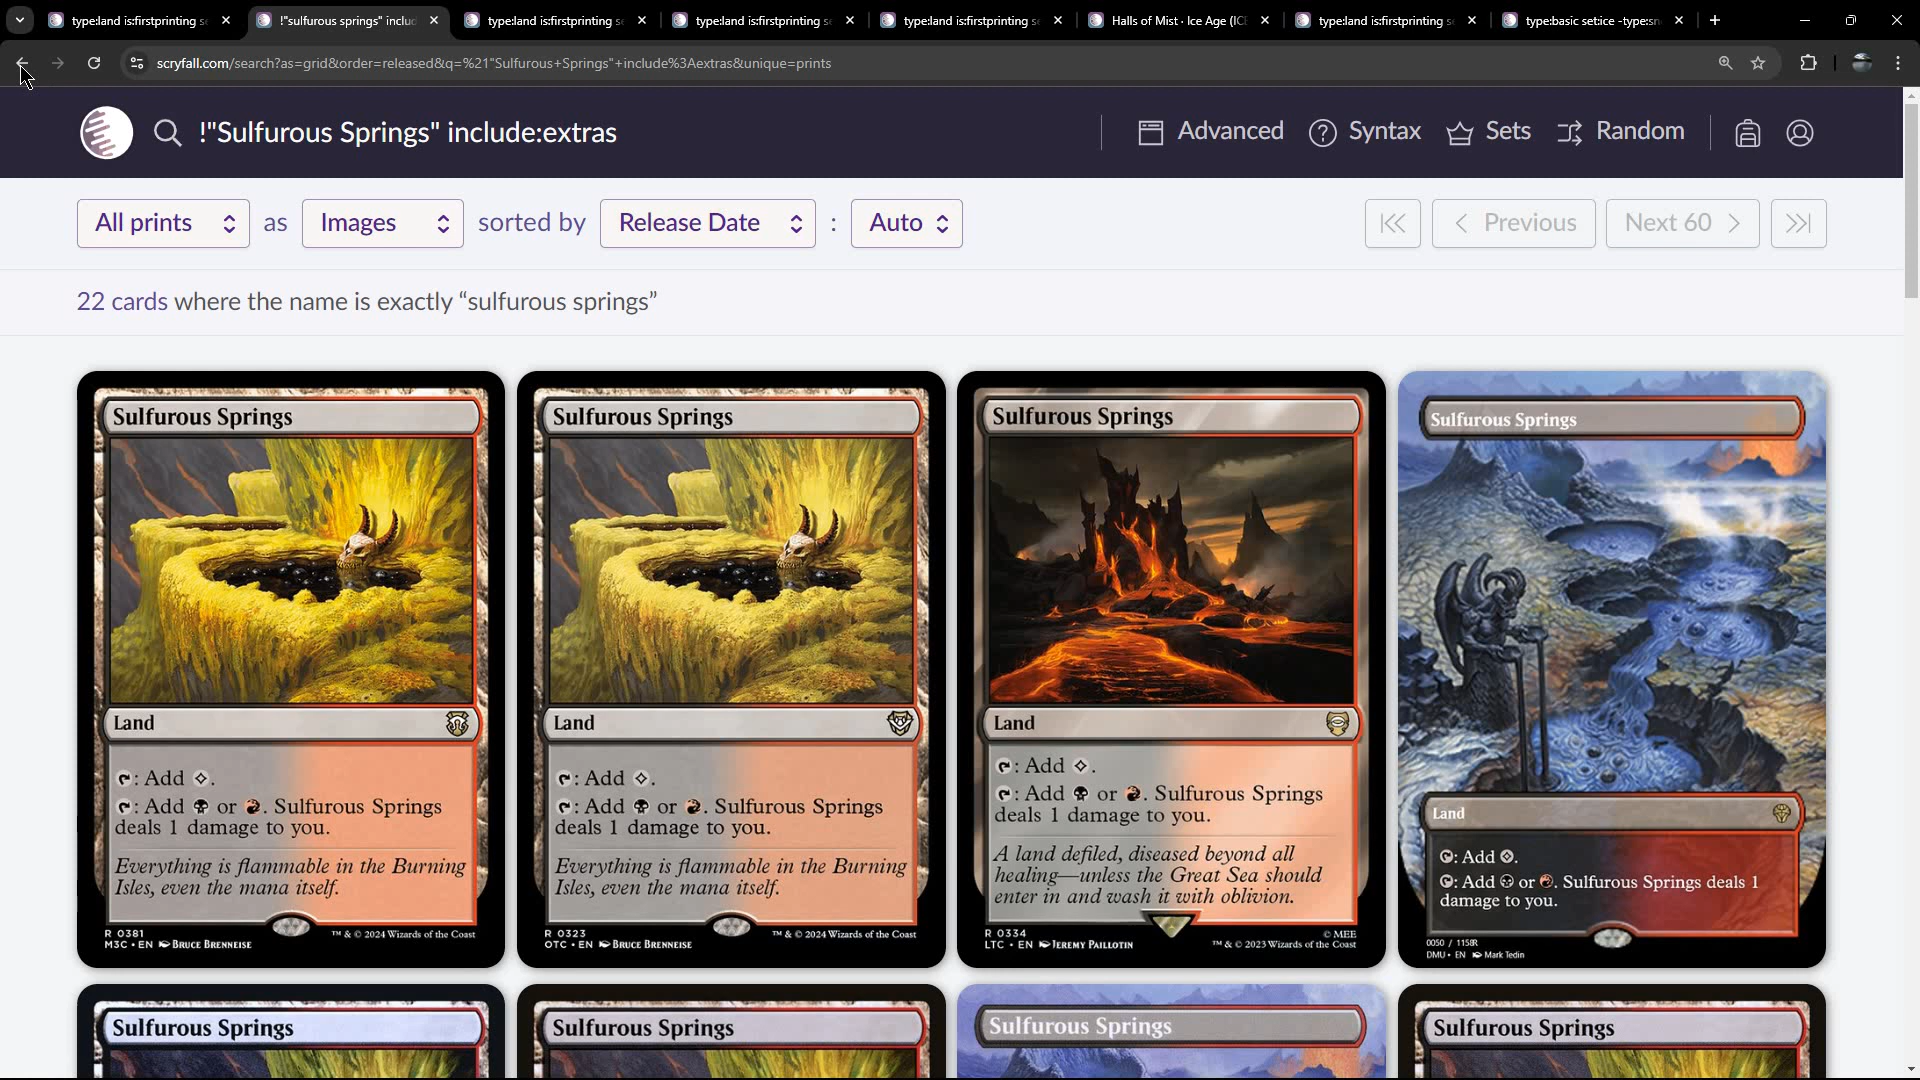 type:land is:firstprinting s
!"sulfurous springs" includ
type:land is:firstprinting s
type:land is:firstprinting s
type:land is:firstprinting s
Halls of Mist · Ice Age (IC
type:land is:firstprinting s
type:basic set:ice -type:sn
scryfall.com/search?as=grid&order=released&q=%21"Sulfurous+Springs"+include%3Aextras&unique=prints
!"Sulfurous Springs" include:extras
Advanced
Syntax
Sets
Random
All prints
as
Images
sorted by
Release Date
:
Auto
Previous
Next 60
22 cards where the name is exactly “sulfurous springs”
Sulfurous Springs
Land
: Add .
: Add or . Sulfurous Springs
deals 1 damage to you.
Everything is flammable in the Burning
Isles, even the mana itself.
R 0381
M3C • EN Bruce Brenneise
™ & © 2024 Wizards of the Coast
Sulfurous Springs
Land
: Add .
: Add or . Sulfurous Springs
deals 1 damage to you.
Everything is flammable in the Burning
Isles, even the mana itself.
R 0323
OTC • EN Bruce Brenneise
™ & © 2024 Wizards of the Coast
Sulfurous Springs
Land
: Add .
: Add or . Sulfurous Springs
deals 1 damage to you.
A land defiled, diseased beyond all
healing—unless the Great Sea should
enter in and wash it with oblivion.
R 0334
LTC • EN Jeremy Paillotin
© MEE
™ & © 2023 Wizards of the Coast
Sulfurous Springs
Land
: Add .
: Add or . Sulfurous Springs deals 1
damage to you.
0050 / 1158R
DMU • EN Mark Tedin
Sulfurous Springs
Sulfurous Springs
Sulfurous Springs
Sulfurous Springs